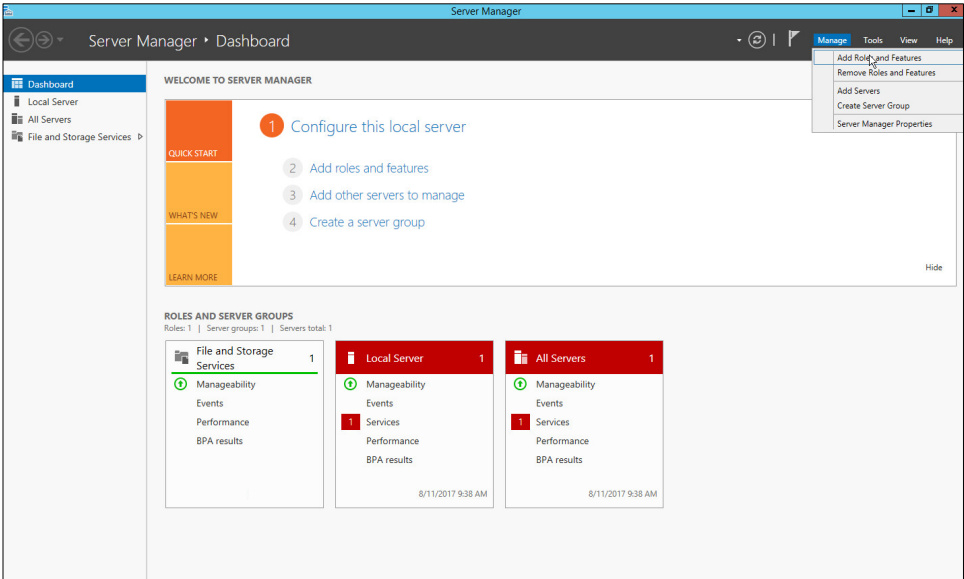 Server Manager
Server Manager • Dashboard
Manage Tools View Help
Add Roles and Features
Remove Roles and Features
Add Servers
Create Server Group
Server Manager Properties
Dashboard
Local Server
All Servers
File and Storage Services
WELCOME TO SERVER MANAGER
QUICK START
WHAT'S NEW
LEARN MORE
1 Configure this local server
2 Add roles and features
3 Add other servers to manage
4 Create a server group
Hide
ROLES AND SERVER GROUPS
Roles: 1 | Server groups: 1 | Servers total: 1
File and Storage
Services
1
Manageability
Events
Performance
BPA results
Local Server 1
Manageability
Events
1 Services
Performance
BPA results
8/11/2017 9:38 AM
All Servers 1
Manageability
Events
1 Services
Performance
BPA results
8/11/2017 9:38 AM